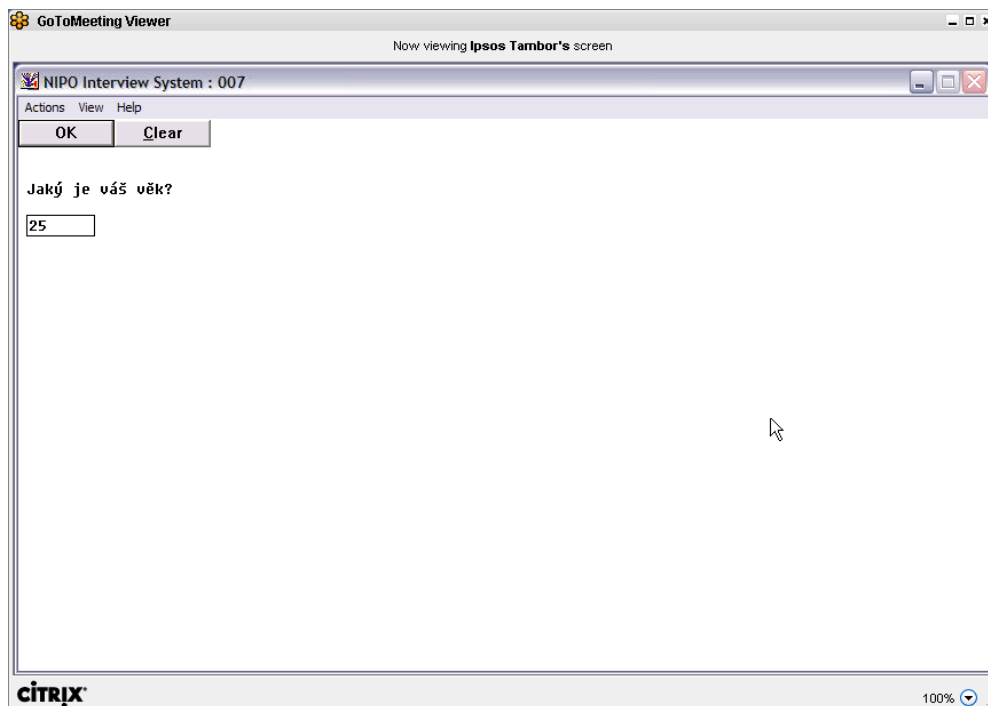 GoToMeeting Viewer
Now viewing Ipsos Tambor's screen
NIPO Interview System : 007
Actions View Help
OK Clear
Jaký je váš věk?
25
CITRIX
100%